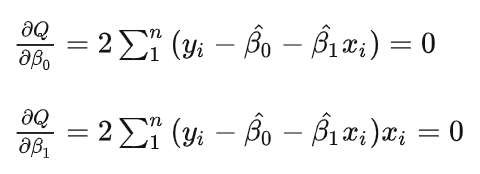 ∂Q/∂β₀ = 2 ∑₁ⁿ (yᵢ − β̂₀ − β̂₁xᵢ) = 0
∂Q/∂β₁ = 2 ∑₁ⁿ (yᵢ − β̂₀ − β̂₁xᵢ)xᵢ = 0